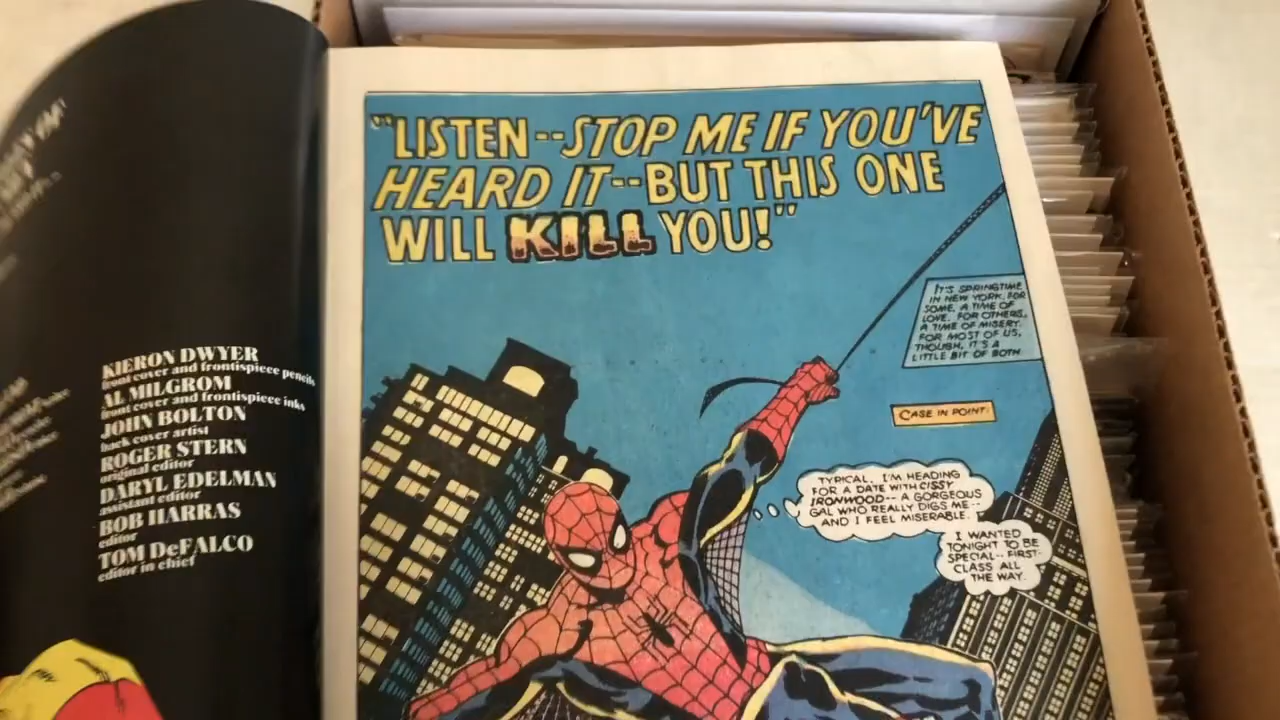 KIERON DWYER
front cover and frontispiece pencils
AL MILGROM
front cover and frontispiece inks
JOHN BOLTON
back cover artist
ROGER STERN
original editor
DARYL EDELMAN
assistant editor
BOB HARRAS
editor
TOM DeFALCO
editor in chief
"LISTEN--STOP ME IF YOU'VE
HEARD IT--BUT THIS ONE
WILL KILL YOU!"
IT'S SPRINGTIME
IN NEW YORK. FOR
SOME, A TIME OF
LOVE. FOR OTHERS,
A TIME OF MISERY.
FOR MOST OF US,
THOUGH, IT'S A
LITTLE BIT OF BOTH.
CASE IN POINT:
TYPICAL. I'M HEADING
FOR A DATE WITH CISSY
IRONWOOD-- A GORGEOUS
GAL WHO REALLY DIGS ME--
AND I FEEL MISERABLE.
I WANTED
TONIGHT TO BE
SPECIAL-- FIRST-
CLASS ALL
THE WAY.